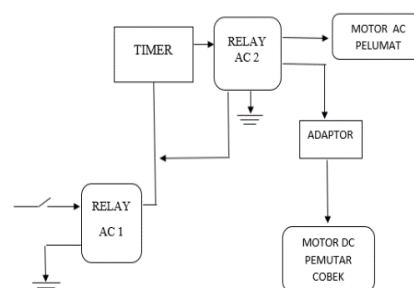 TIMER
RELAY
AC 2
MOTOR AC
PELUMAT
ADAPTOR
RELAY
AC 1
MOTOR DC
PEMUTAR
COBEK